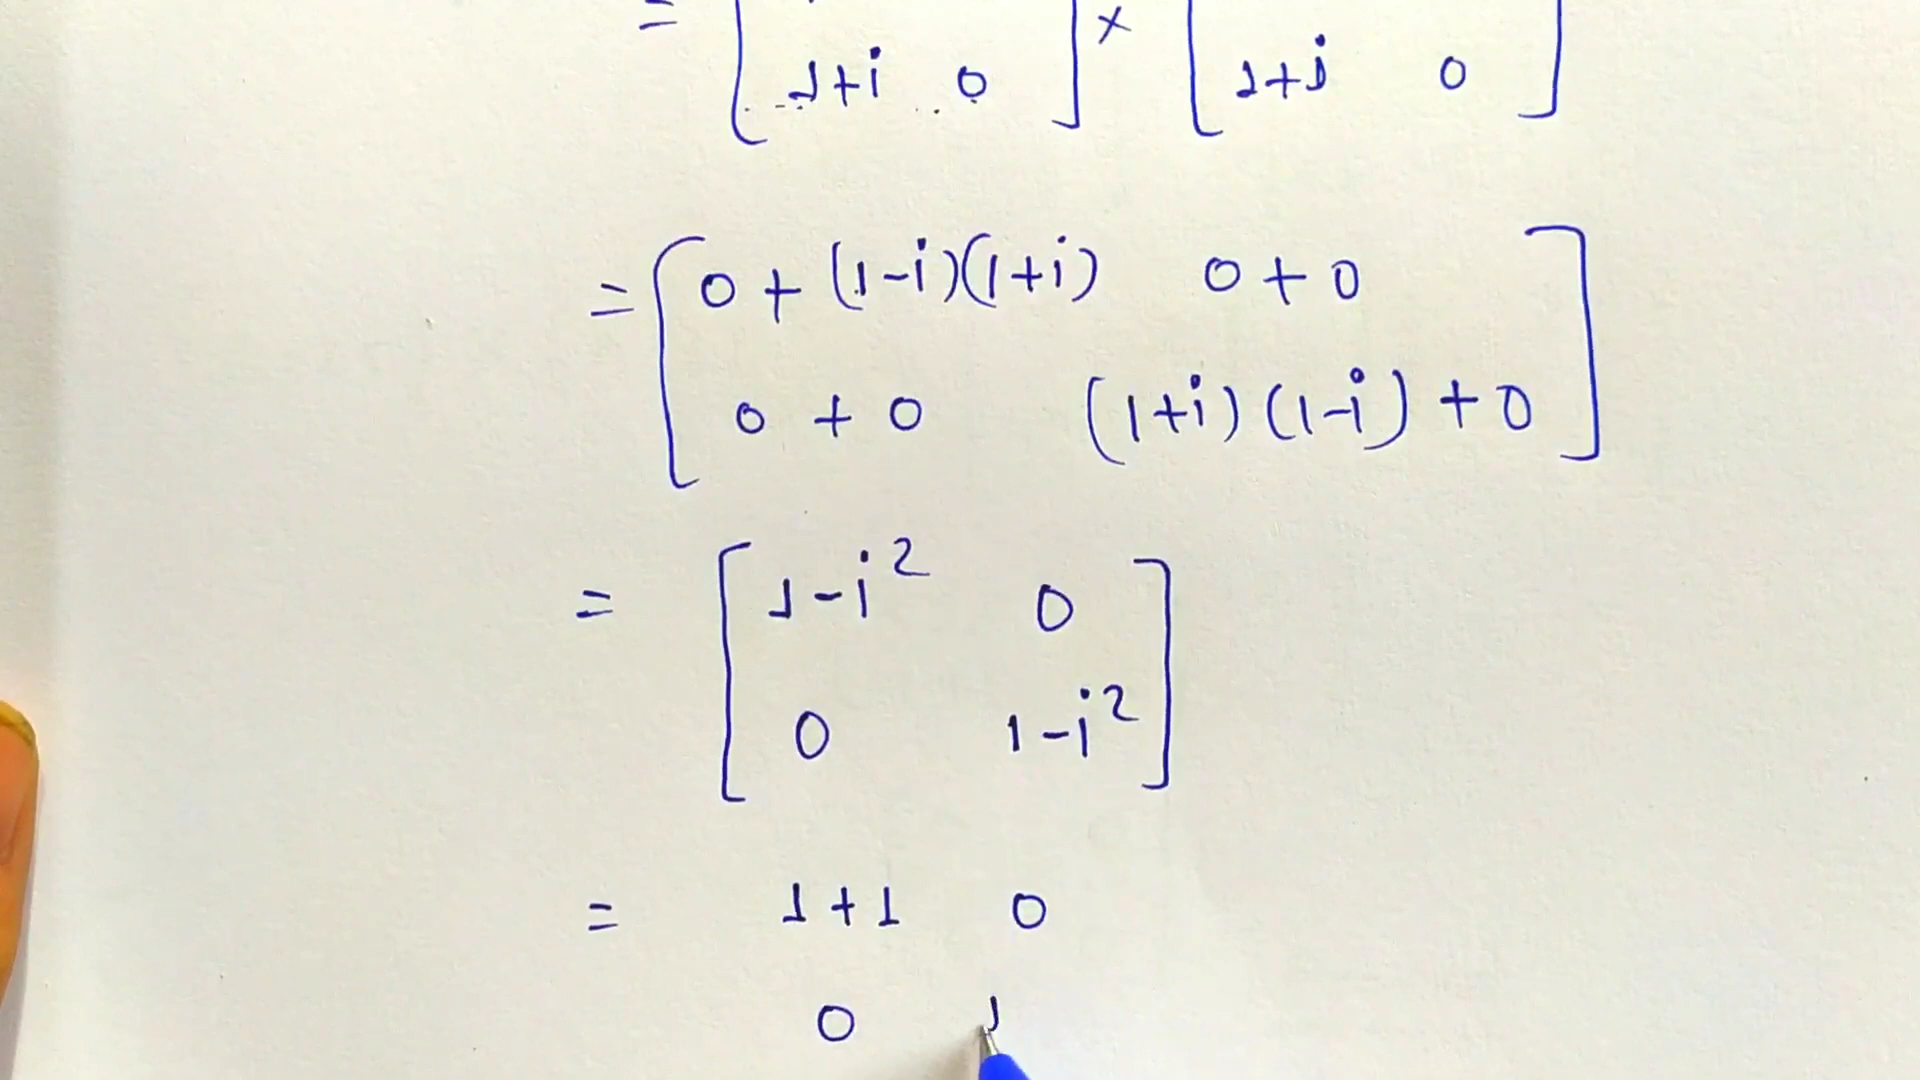 = [ 1+i 0 ] × [ 1+i 0 ]
= [ 0 + (1-i)(1+i) 0 + 0
0 + 0 (1+i) (1-i) + 0 ]
= [ 1-i² 0
0 1-i² ]
= 1+1 0
0 1